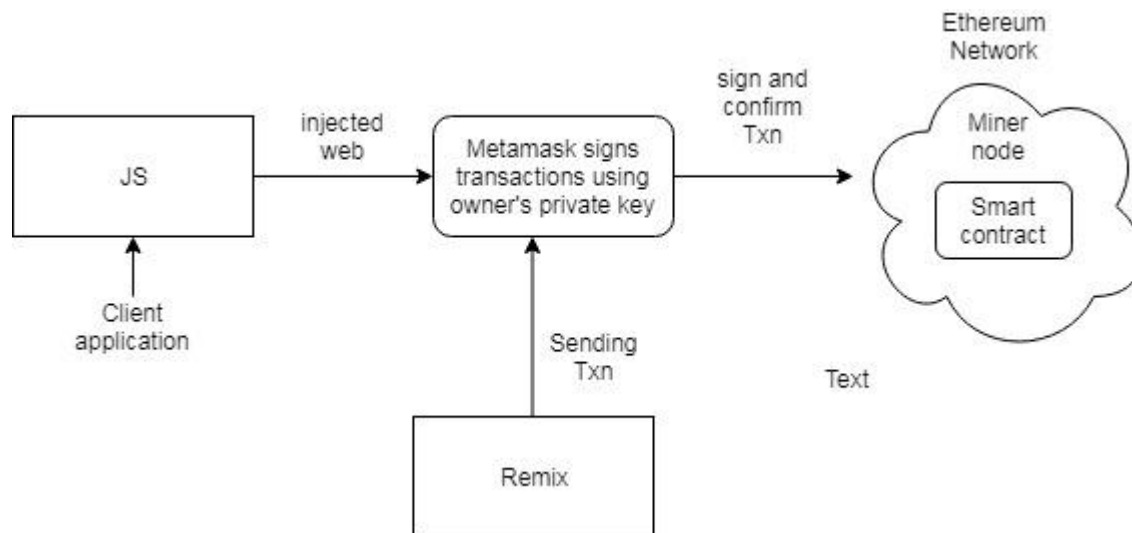 Ethereum
Network
sign and
confirm
Txn
injected
web
Miner
node
JS
Metamask signs
transactions using
owner's private key
Smart
contract
Client
application
Sending
Txn
Text
Remix